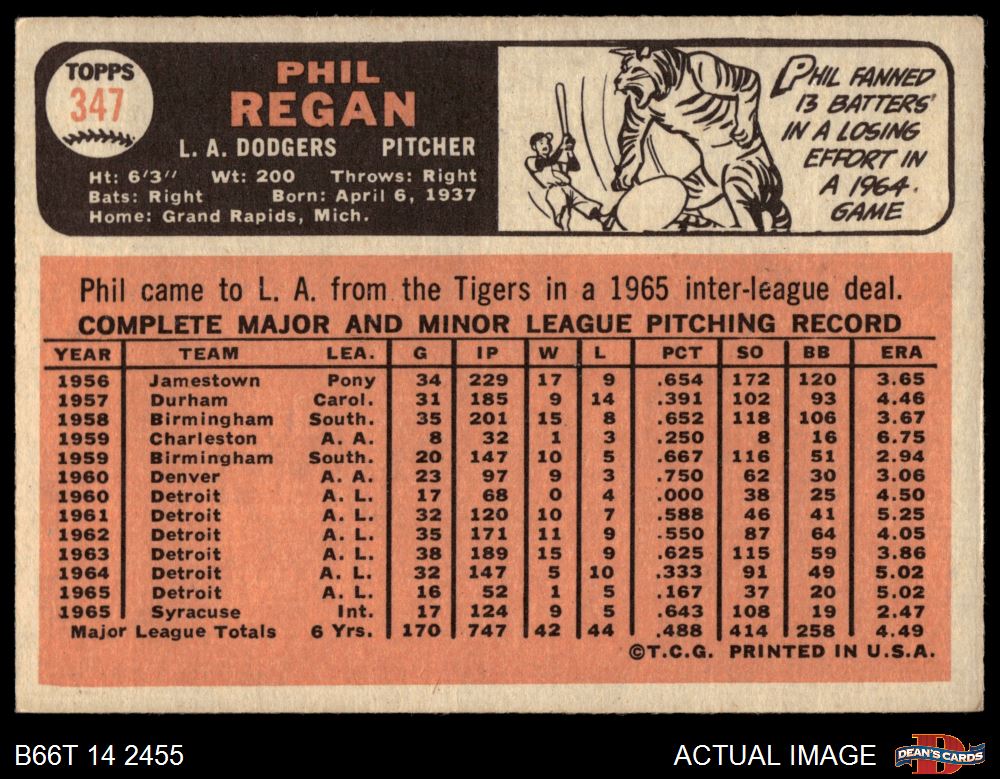 TOPPS
347
PHIL
REGAN
L. A. DODGERS PITCHER
Ht: 6'3" Wt: 200 Throws: Right
Bats: Right Born: April 6, 1937
Home: Grand Rapids, Mich.
PHIL FANNED
13 BATTERS
IN A LOSING
EFFORT IN
A 1964
GAME
Phil came to L. A. from the Tigers in a 1965 inter-league deal.
COMPLETE MAJOR AND MINOR LEAGUE PITCHING RECORD
YEAR TEAM LEA. G IP W L PCT SO BB ERA
1956 Jamestown Pony 34 229 17 9 .654 172 120 3.65
1957 Durham Carol. 31 185 9 14 .391 102 93 4.46
1958 Birmingham South. 35 201 15 8 .652 118 106 3.67
1959 Charleston A. A. 8 32 1 3 .250 8 16 6.75
1959 Birmingham South. 20 147 10 5 .667 116 51 2.94
1960 Denver A. A. 23 97 9 3 .750 62 30 3.06
1960 Detroit A. L. 17 68 0 4 .000 38 25 4.50
1961 Detroit A. L. 32 120 10 7 .588 46 41 5.25
1962 Detroit A. L. 35 171 11 9 .550 87 64 4.05
1963 Detroit A. L. 38 189 15 9 .625 115 59 3.86
1964 Detroit A. L. 32 147 5 10 .333 91 49 5.02
1965 Detroit A. L. 16 52 1 5 .167 37 20 5.02
1965 Syracuse Int. 17 124 9 5 .643 108 19 2.47
Major League Totals 6 Yrs. 170 747 42 44 .488 414 258 4.49
©T.C.G. PRINTED IN U.S.A.
B66T 14 2455 ACTUAL IMAGE DEAN'S CARDS